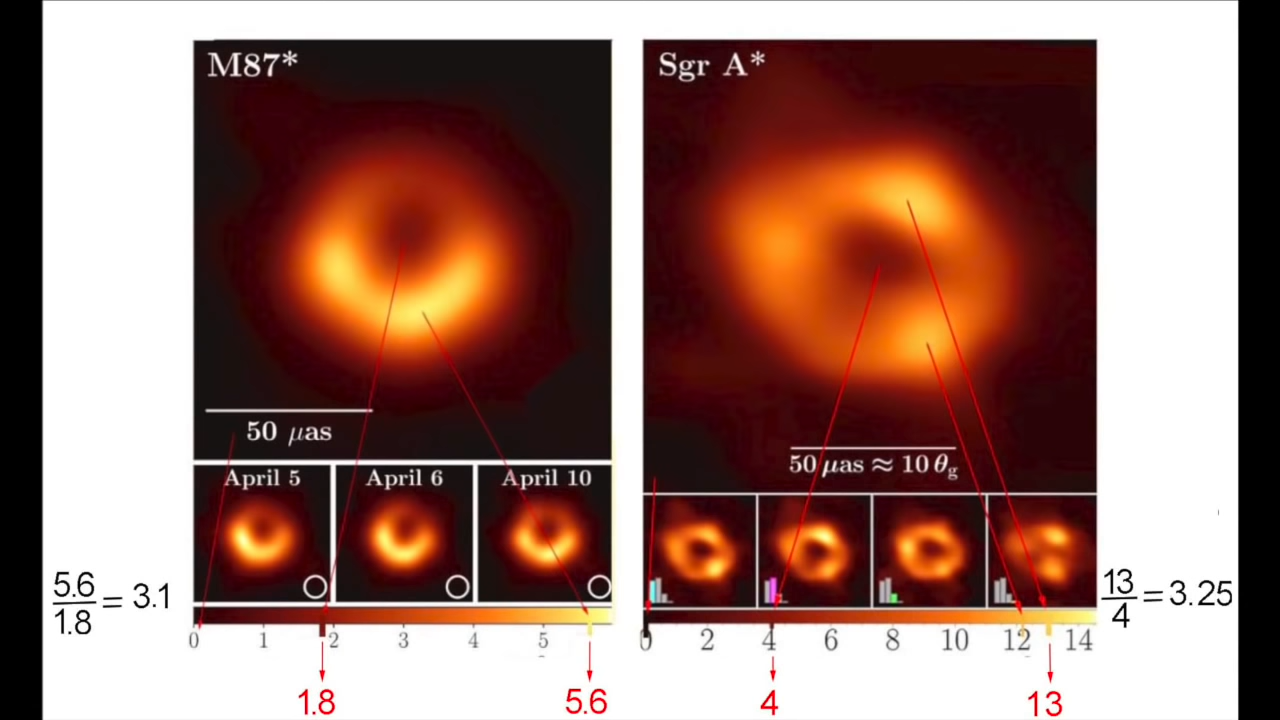 M87*
50 μas
April 5
April 6
April 10
0 1 2 3 4 5
1.8
5.6
5.6
1.8
= 3.1
Sgr A*
50 μas ≈ 10 θg
0 2 4 6 8 10 12 14
4
13
13
4
= 3.25